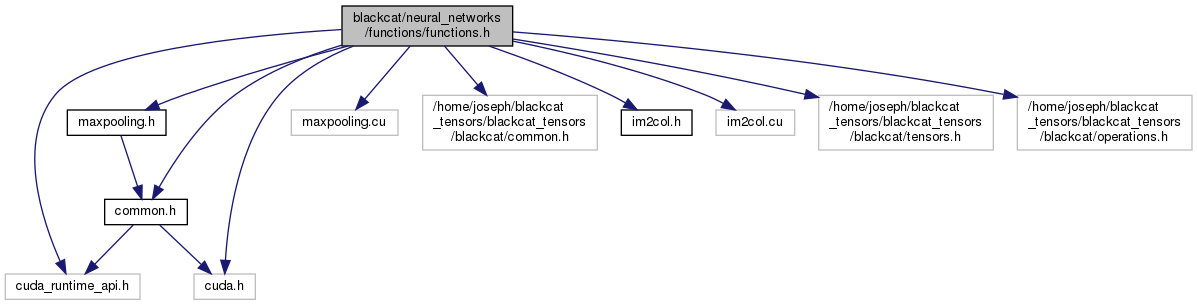 blackcat/neural_networks
/functions/functions.h
maxpooling.h
maxpooling.cu
/home/joseph/blackcat
_tensors/blackcat_tensors
/blackcat/common.h
im2col.h
im2col.cu
/home/joseph/blackcat
_tensors/blackcat_tensors
/blackcat/tensors.h
/home/joseph/blackcat
_tensors/blackcat_tensors
/blackcat/operations.h
common.h
cuda_runtime_api.h
cuda.h